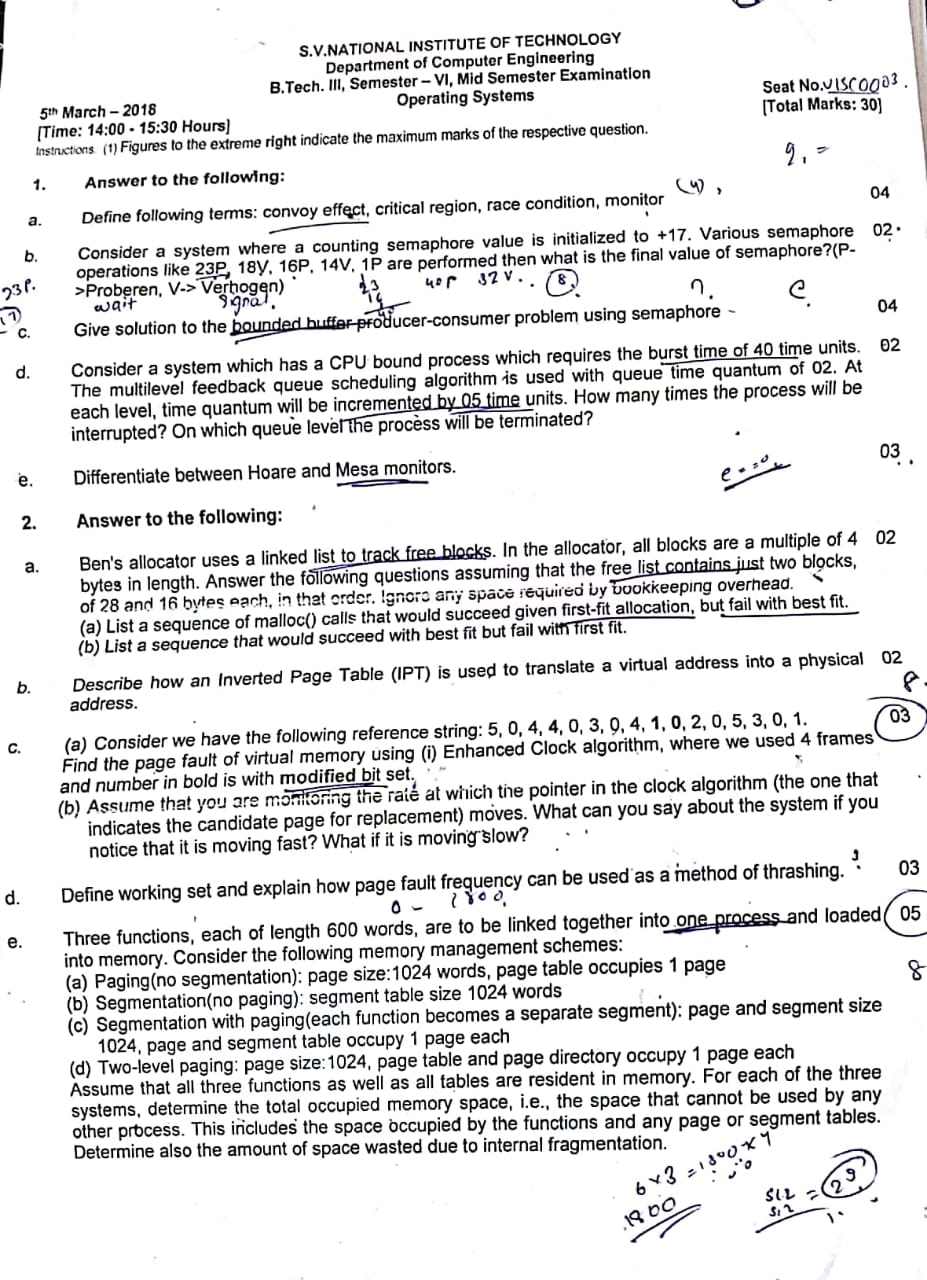 S.V.NATIONAL INSTITUTE OF TECHNOLOGY
Department of Computer Engineering
B.Tech. III, Semester – VI, Mid Semester Examination
Operating Systems
Seat No. U15CO003.
5th March – 2018
[Total Marks: 30]
[Time: 14:00 - 15:30 Hours]
Instructions. (1) Figures to the extreme right indicate the maximum marks of the respective question.
1. Answer to the following:
a. Define following terms: convoy effect, critical region, race condition, monitor (4), 04
b. Consider a system where a counting semaphore value is initialized to +17. Various semaphore 02
operations like 23P, 18V, 16P, 14V, 1P are performed then what is the final value of semaphore?(P-
>Proberen, V-> Verhogen)
23P.
wait signal. 40P 32V.. 8
c. Give solution to the bounded buffer producer-consumer problem using semaphore 04
d. Consider a system which has a CPU bound process which requires the burst time of 40 time units. 02
The multilevel feedback queue scheduling algorithm is used with queue time quantum of 02. At
each level, time quantum will be incremented by 05 time units. How many times the process will be
interrupted? On which queue level the process will be terminated?
e. Differentiate between Hoare and Mesa monitors. 03
2. Answer to the following:
a. Ben's allocator uses a linked list to track free blocks. In the allocator, all blocks are a multiple of 4 02
bytes in length. Answer the following questions assuming that the free list contains just two blocks,
of 28 and 16 bytes each, in that order. Ignore any space required by bookkeeping overhead.
(a) List a sequence of malloc() calls that would succeed given first-fit allocation, but fail with best fit.
(b) List a sequence that would succeed with best fit but fail with first fit.
b. Describe how an Inverted Page Table (IPT) is used to translate a virtual address into a physical 02
address.
c. (a) Consider we have the following reference string: 5, 0, 4, 4, 0, 3, 0, 4, 1, 0, 2, 0, 5, 3, 0, 1. 03
Find the page fault of virtual memory using (i) Enhanced Clock algorithm, where we used 4 frames
and number in bold is with modified bit set.
(b) Assume that you are monitoring the rate at which the pointer in the clock algorithm (the one that
indicates the candidate page for replacement) moves. What can you say about the system if you
notice that it is moving fast? What if it is moving slow?
d. Define working set and explain how page fault frequency can be used as a method of thrashing. 03
0 - 1800
e. Three functions, each of length 600 words, are to be linked together into one process and loaded 05
into memory. Consider the following memory management schemes:
(a) Paging(no segmentation): page size:1024 words, page table occupies 1 page
8
(b) Segmentation(no paging): segment table size 1024 words
(c) Segmentation with paging(each function becomes a separate segment): page and segment size
1024, page and segment table occupy 1 page each
(d) Two-level paging: page size:1024, page table and page directory occupy 1 page each
Assume that all three functions as well as all tables are resident in memory. For each of the three
systems, determine the total occupied memory space, i.e., the space that cannot be used by any
other process. This includes the space occupied by the functions and any page or segment tables.
Determine also the amount of space wasted due to internal fragmentation.
6x3 = 1800 x 4
1800
512
512
= 29